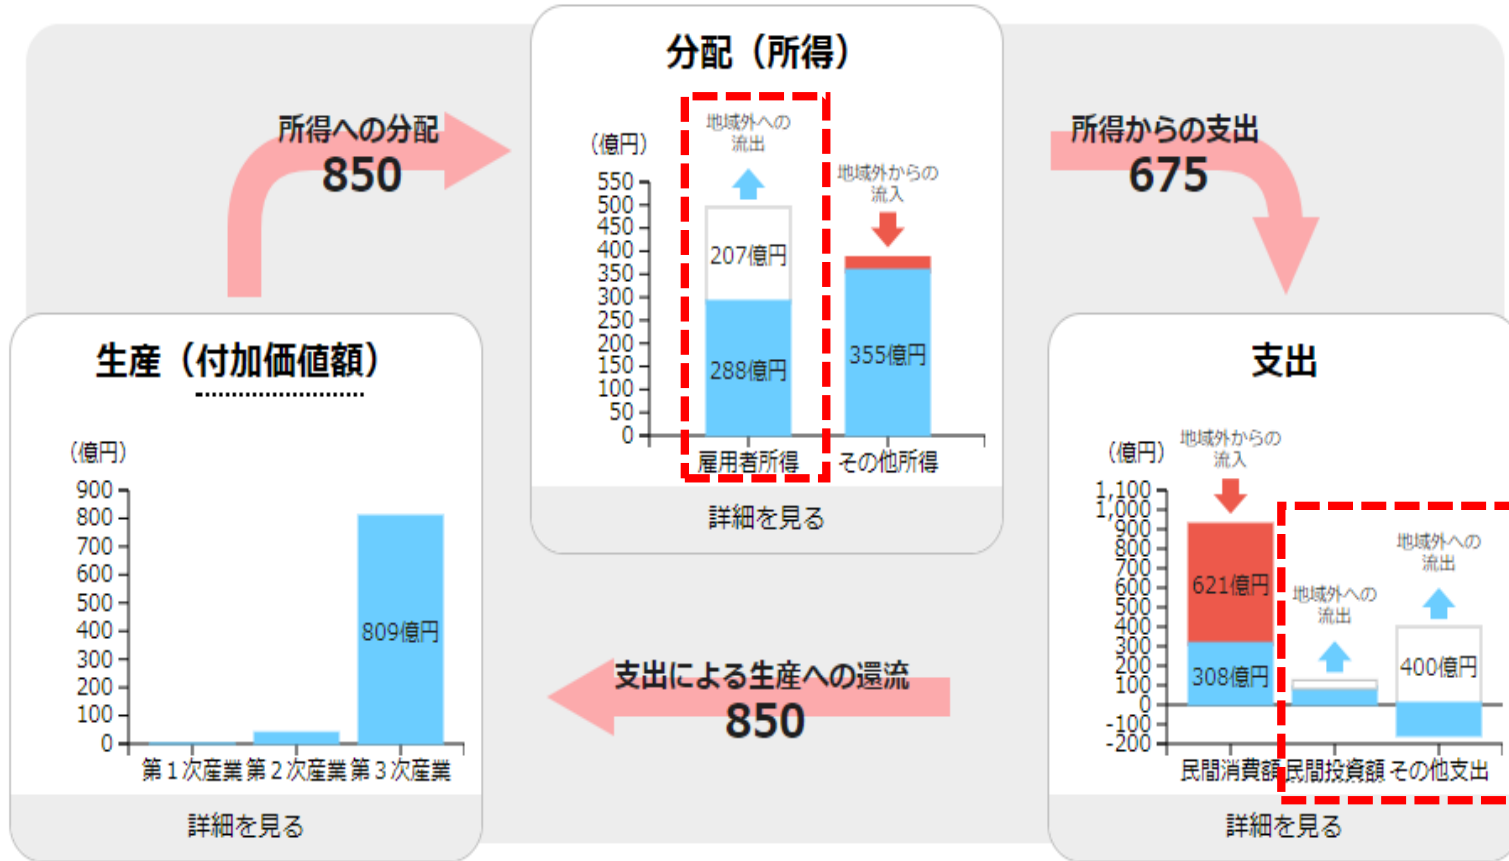 分配（所得）
所得への分配
850
（億円）
地域外への
流出
地域外からの
流入
550
500
450
400
350
300
250
200
150
100
50
0
207億円
288億円
355億円
雇用者所得
その他所得
詳細を見る
所得からの支出
675
生産（付加価値額）
（億円）
900
800
700
600
500
400
300
200
100
0
809億円
第１次産業
第２次産業
第３次産業
詳細を見る
支出による生産への還流
850
支出
（億円）
地域外からの
流入
地域外への
流出
地域外への
流出
1,100
1,000
900
800
700
600
500
400
300
200
100
0
-100
-200
621億円
308億円
400億円
民間消費額
民間投資額
その他支出
詳細を見る